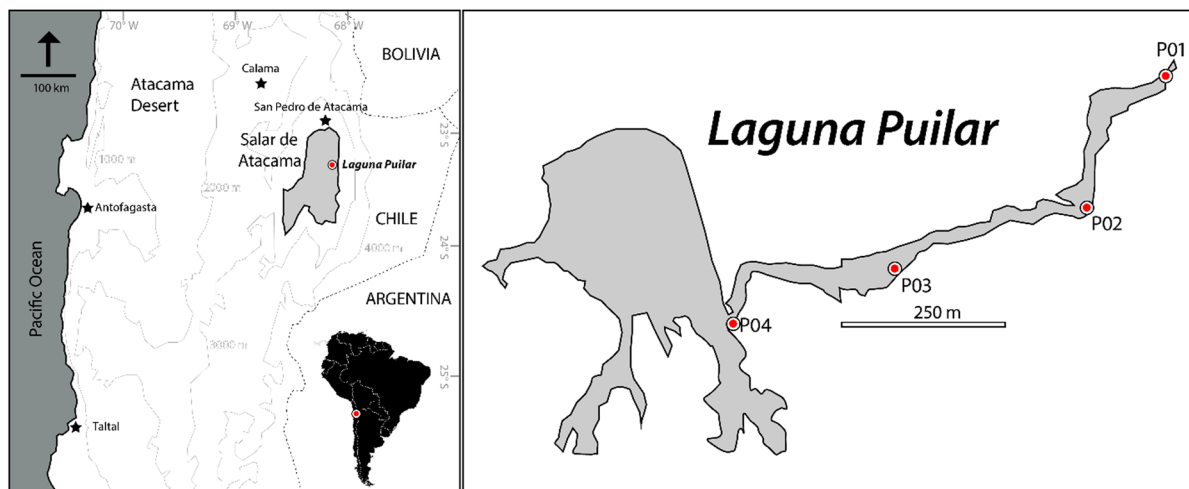 70° W
69° W
68° W
BOLIVIA
100 km
Atacama
Desert
Calama
San Pedro de Atacama
Salar de
Atacama
23° S
1000 m
2000 m
Laguna Puilar
Antofagasta
CHILE
4000 m
24° S
Pacific Ocean
ARGENTINA
3000 m
25° S
Taltal
Laguna Puilar
P01
P02
P03
P04
250 m